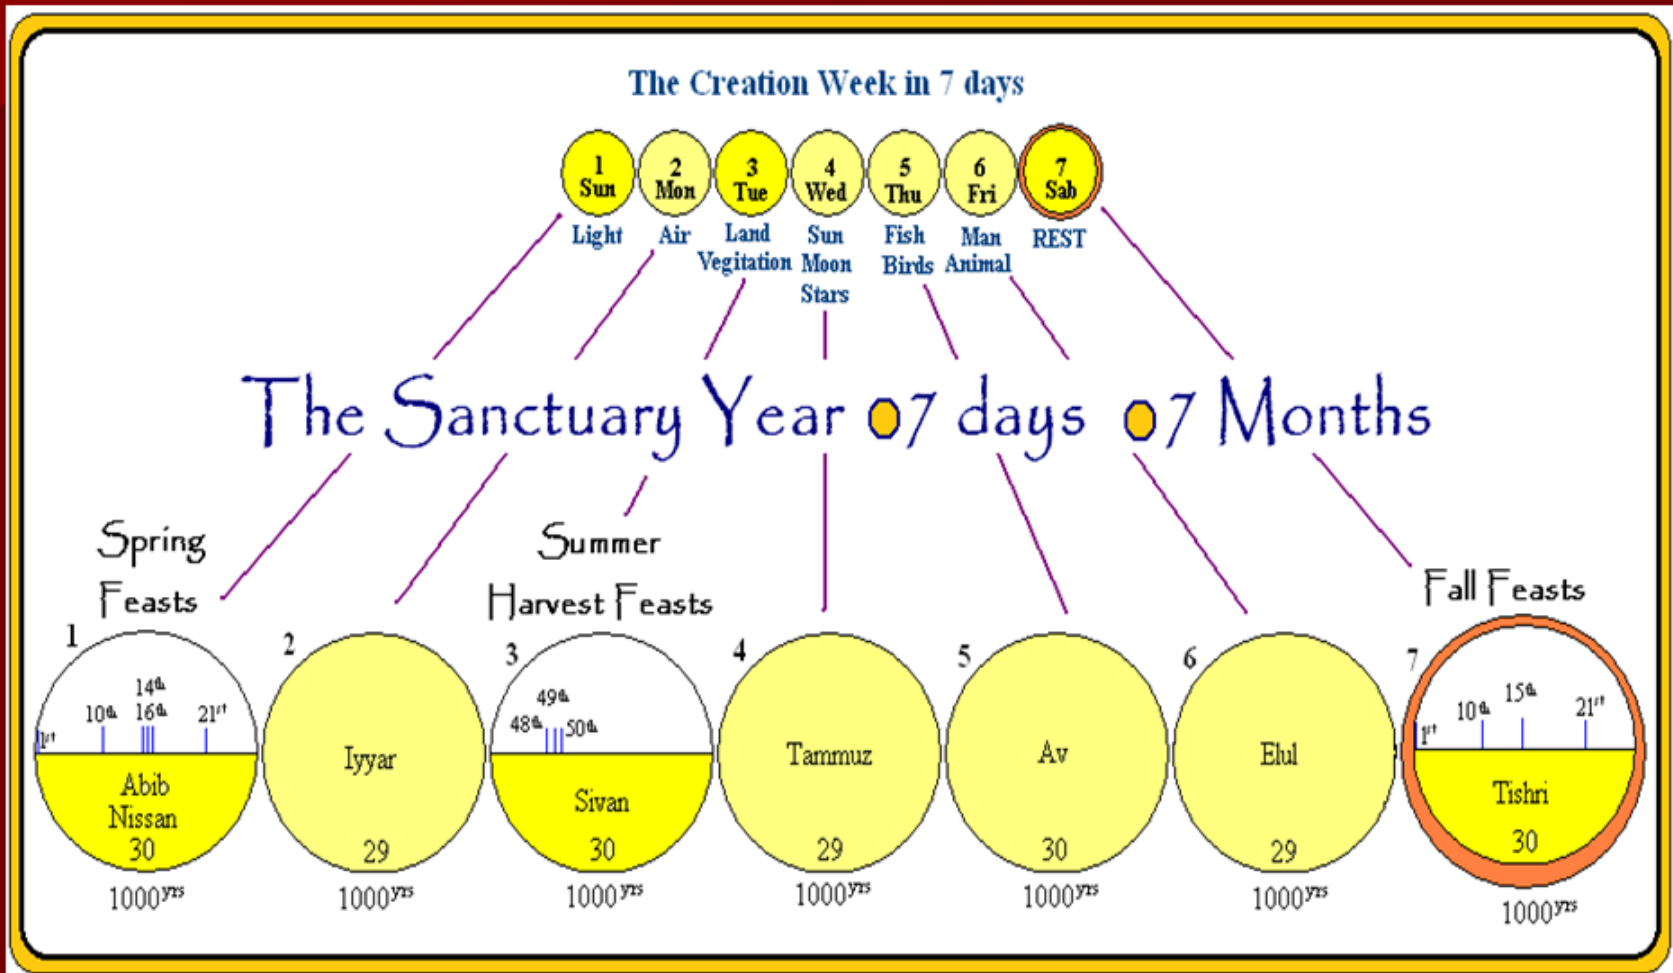 The Creation Week in 7 days
1 2 3 4 5 6 7
Sun Mon Tue Wed Thu Fri Sab
Light Air Land Sun Fish Man REST
Vegitation Moon Birds Animal
Stars
The Sanctuary Year 7 days 7 Months
Spring Summer
Feasts Harvest Feasts Fall Feasts
1 2 3 4 5 6 7
1st 10th 14th 16th 21st
48th 49th 50th
1st 10th 15th 21st
Abib
Nissan
30
Iyyar
29
Sivan
30
Tammuz
29
Av
30
Elul
29
Tishri
30
1000yrs 1000yrs 1000yrs 1000yrs 1000yrs 1000yrs 1000yrs